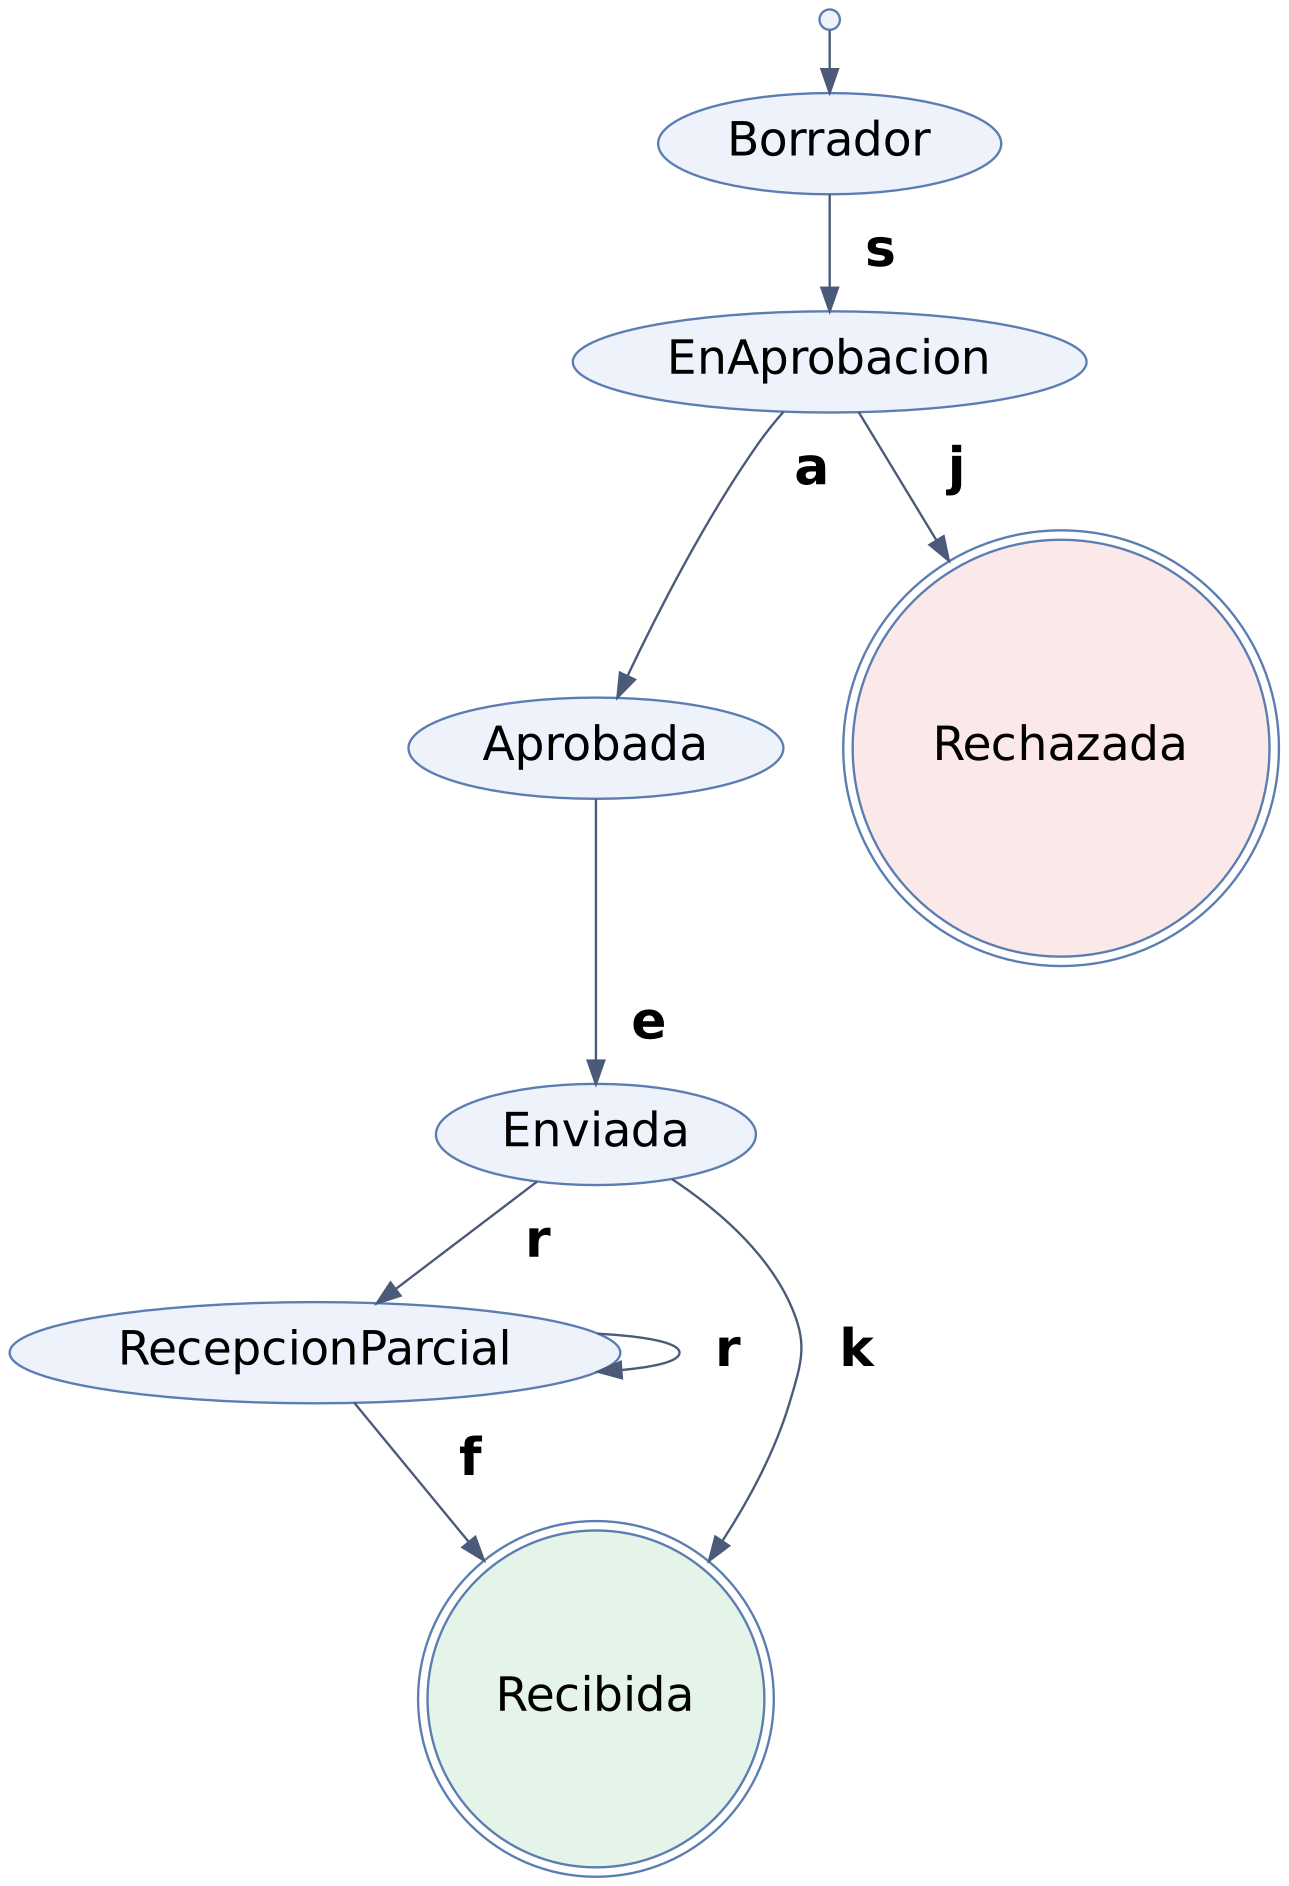 Borrador
s
EnAprobacion
a
j
Aprobada
Rechazada
e
Enviada
r
k
RecepcionParcial
r
f
Recibida